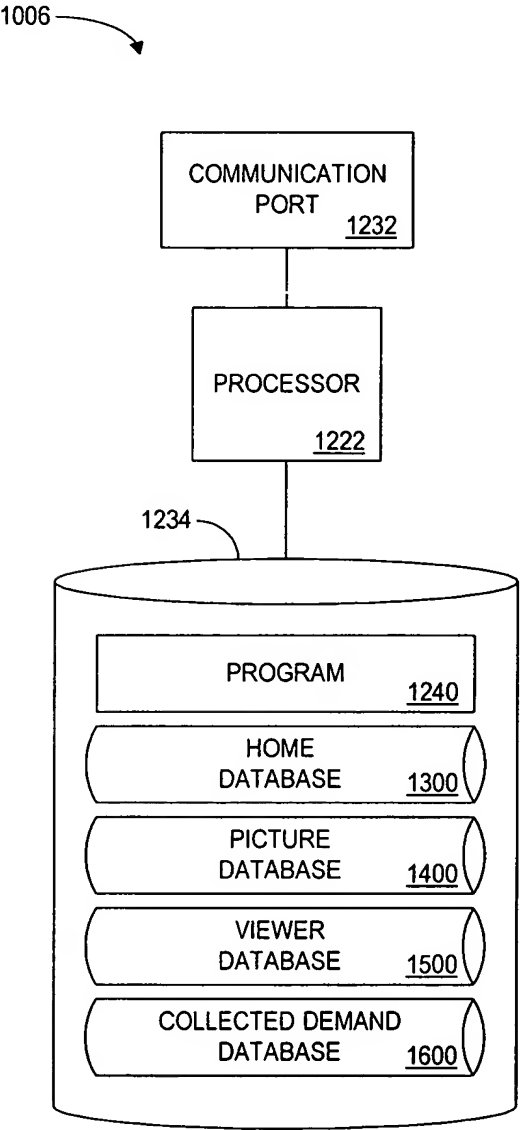 1006
COMMUNICATION
PORT
1232
PROCESSOR
1222
1234
PROGRAM
1240
HOME
DATABASE
1300
PICTURE
DATABASE
1400
VIEWER
DATABASE
1500
COLLECTED DEMAND
DATABASE
1600